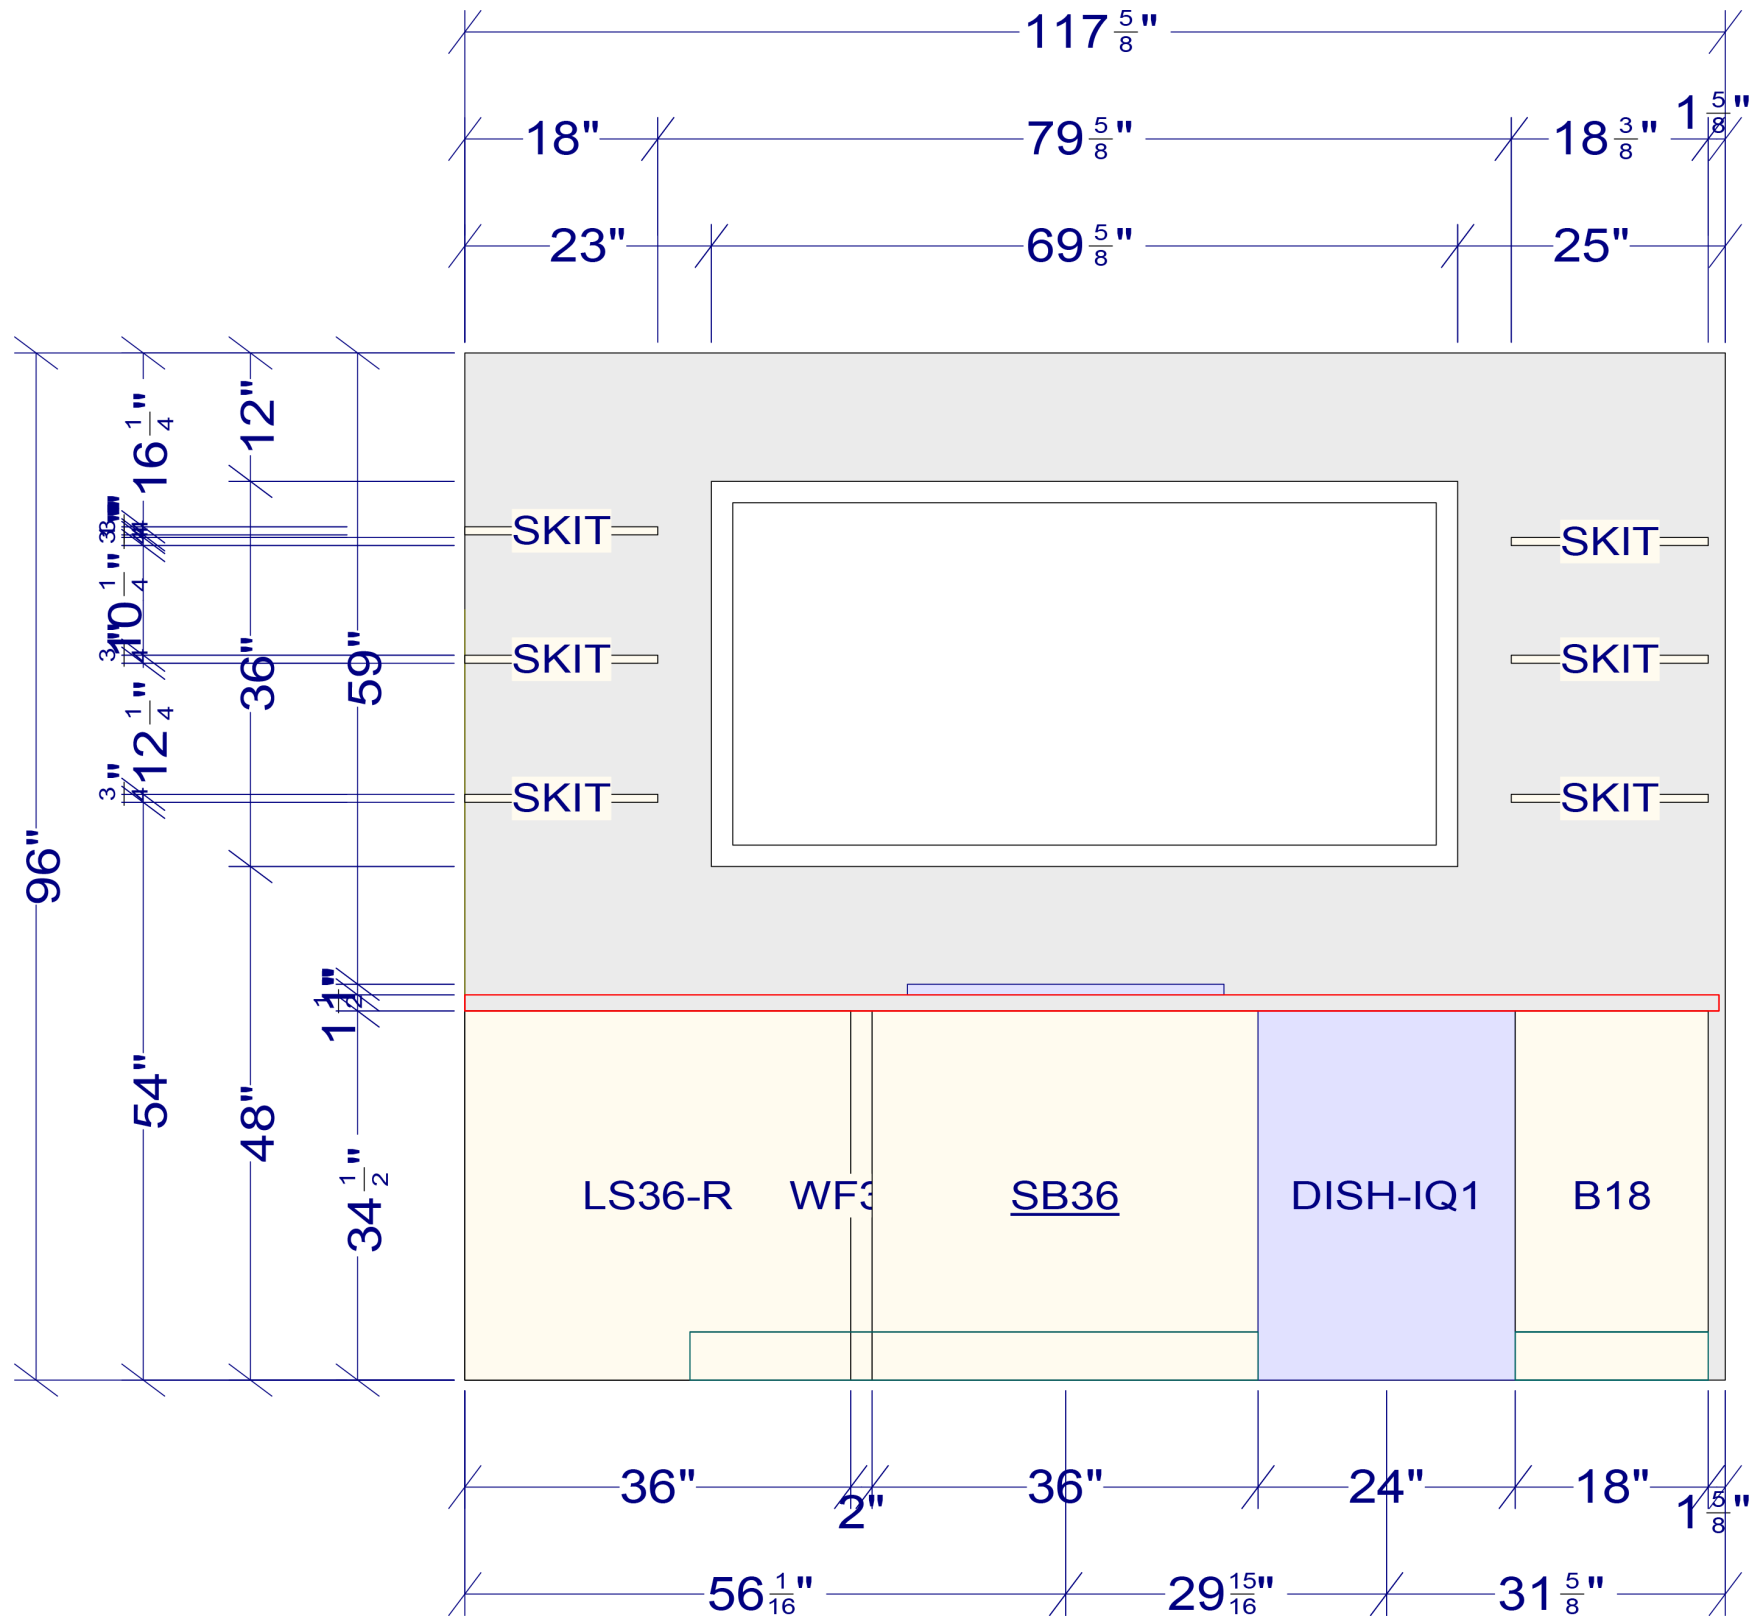 117 5/8"
18" 79 5/8" 18 3/8" 1 5/8"
23" 69 5/8" 25"
16 1/4"
12"
10 1/4"
12 1/4"
36"
59"
96"
54"
48"
34 1/2"
SKIT SKIT
SKIT SKIT
SKIT SKIT
LS36-R SB36 DISH-IQ1 B18
36" 2" 36" 24" 18" 1 5/8"
56 1/16" 29 15/16" 31 5/8"